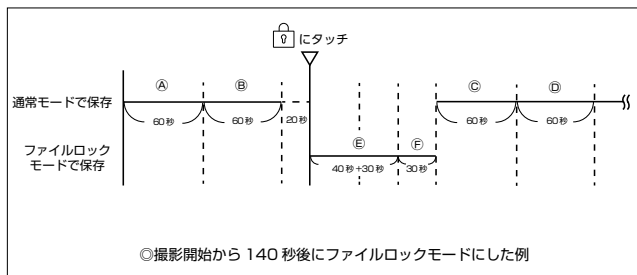 にタッチ
Ⓐ Ⓑ Ⓒ Ⓓ
通常モードで保存
60秒 60秒 20秒 60秒 60秒
ファイルロック
モードで保存
Ⓔ Ⓕ
40秒+30秒 30秒
◎撮影開始から 140 秒後にファイルロックモードにした例